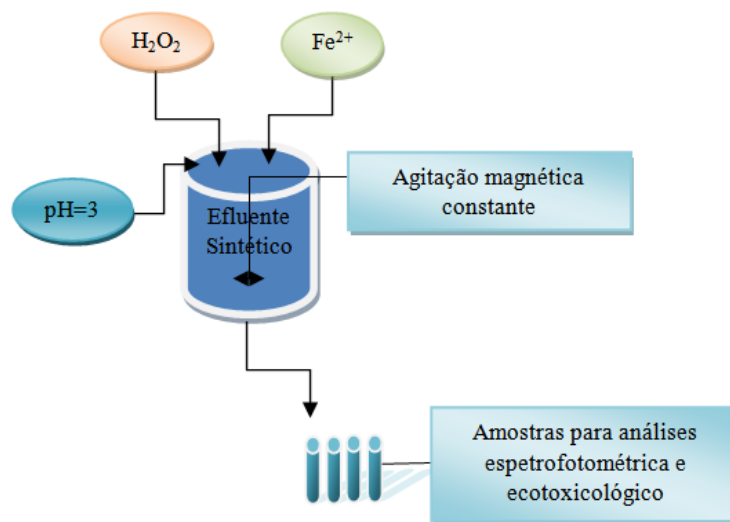 H₂O₂
Fe²⁺
pH=3
Efluente
Sintético
Agitação magnética
constante
Amostras para análises
espetrofotométrica e
ecotoxicológico